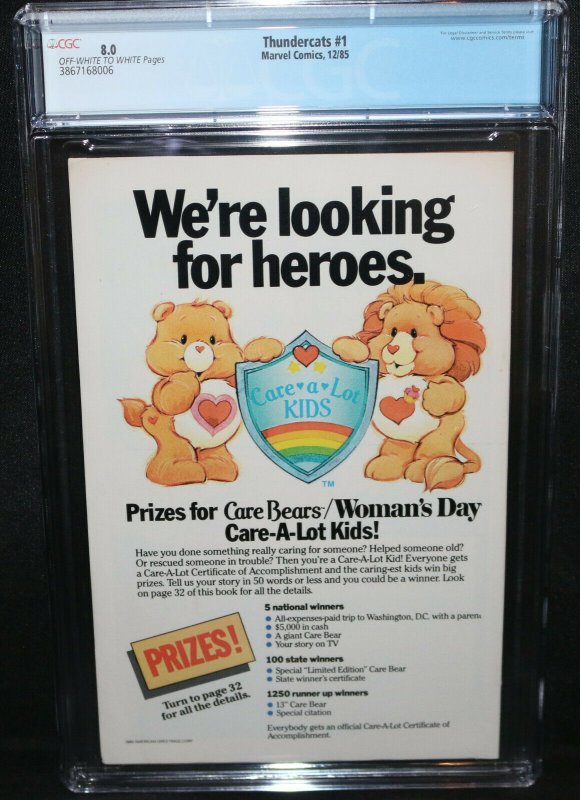 CGC
8.0
OFF-WHITE TO WHITE Pages
3867168006
Thundercats #1
Marvel Comics, 12/85
www.cgccomics.com/terms
We're looking
for heroes.
Care•a•Lot
KIDS
TM
Prizes for Care Bears™/Woman's Day
Care-A-Lot Kids!
Have you done something really caring for someone? Helped someone old?
Or rescued someone in trouble? Then you're a Care-A-Lot Kid! Everyone gets
a Care-A-Lot Certificate of Accomplishment and the caring-est kids win big
prizes. Tell us your story in 50 words or less and you could be a winner. Look
on page 32 of this book for all the details.
5 national winners
• All-expenses-paid trip to Washington, D.C. with a parent
• $5,000 in cash
• A giant Care Bear
• Your story on TV
PRIZES!
Turn to page 32
for all the details.
100 state winners
• Special "Limited Edition" Care Bear
• State winner's certificate
1250 runner up winners
• 13" Care Bear
• Special citation
Everybody gets an official Care-A-Lot Certificate of
Accomplishment.